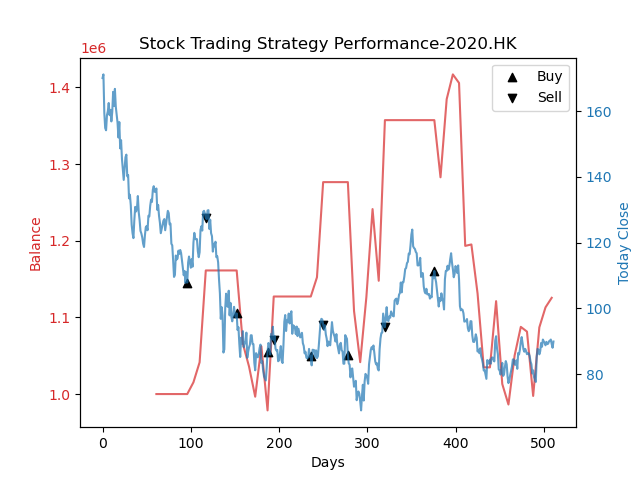 Stock Trading Strategy Performance-2020.HK
1e6
Buy
Sell
1.4
1.3
1.2
1.1
1.0
Balance
160
140
120
100
80
Today Close
0 100 200 300 400 500
Days